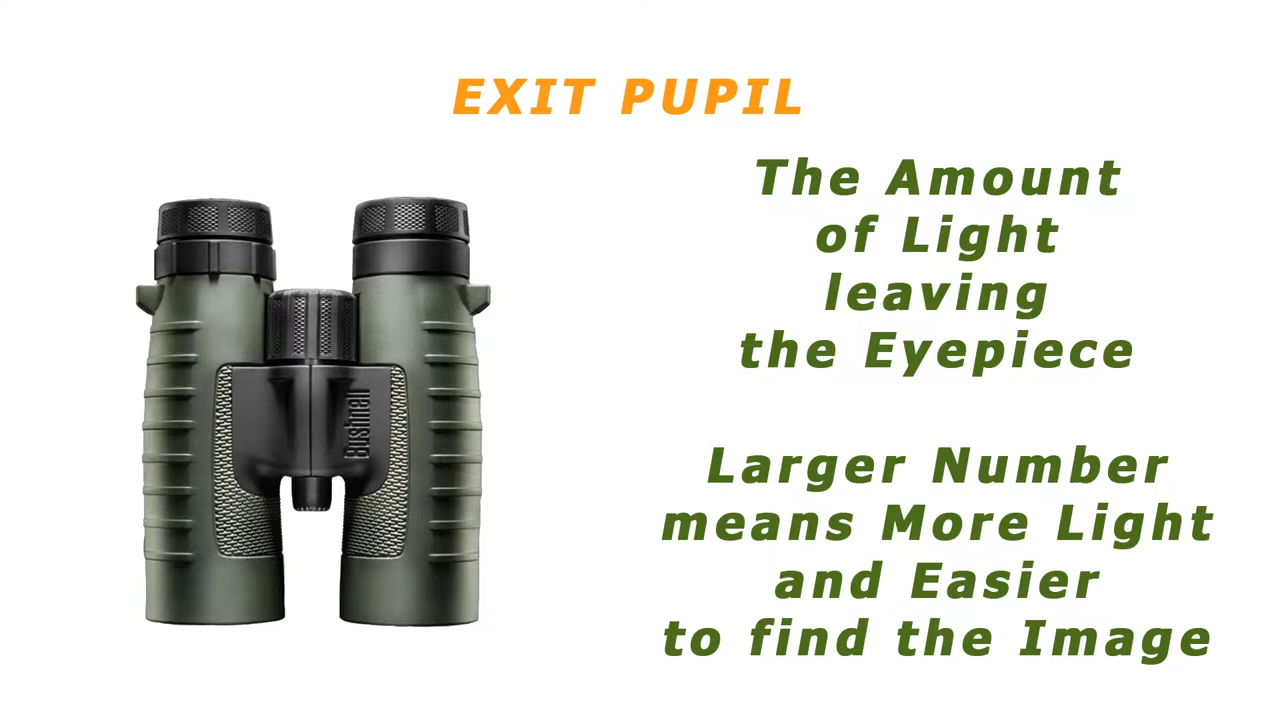 EXIT PUPIL
The Amount
of Light
leaving
the Eyepiece
Larger Number
means More Light
and Easier
to find the Image
Bushnell